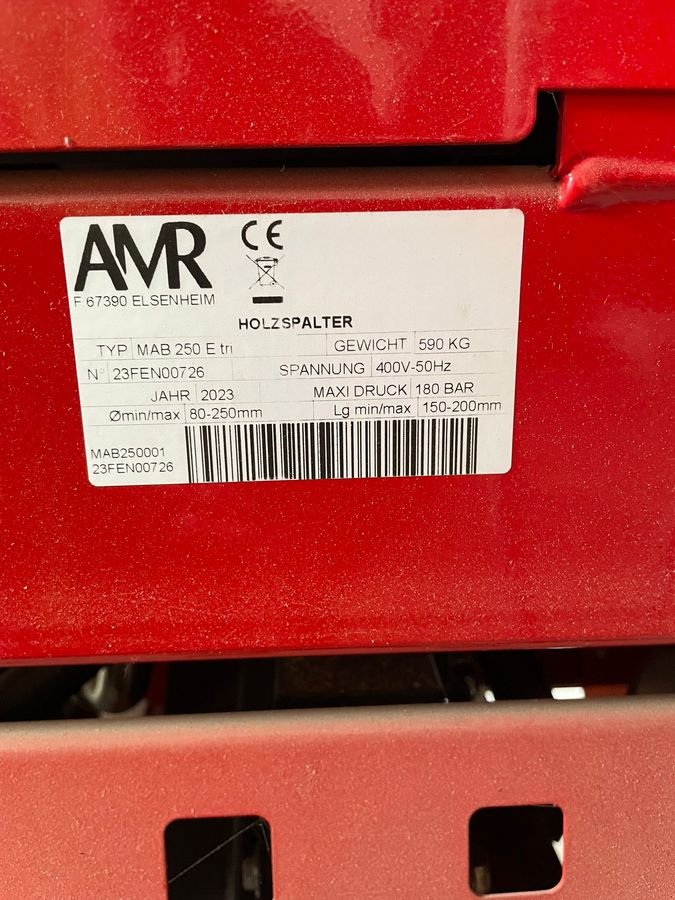 AMR CE
F 67390 ELSENHEIM
HOLZSPALTER
TYP MAB 250 E tri GEWICHT 590 KG
N° 23FEN00726 SPANNUNG 400V-50Hz
JAHR 2023 MAXI DRUCK 180 BAR
Ømin/max 80-250mm Lg min/max 150-200mm
MAB250001
23FEN00726